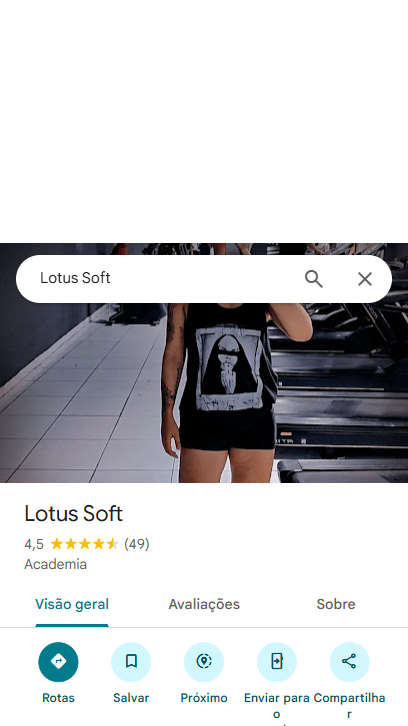 Lotus Soft
Lotus Soft
4,5 (49)
Academia
Visão geral Avaliações Sobre
Rotas Salvar Próximo Enviar para o Compartilhar